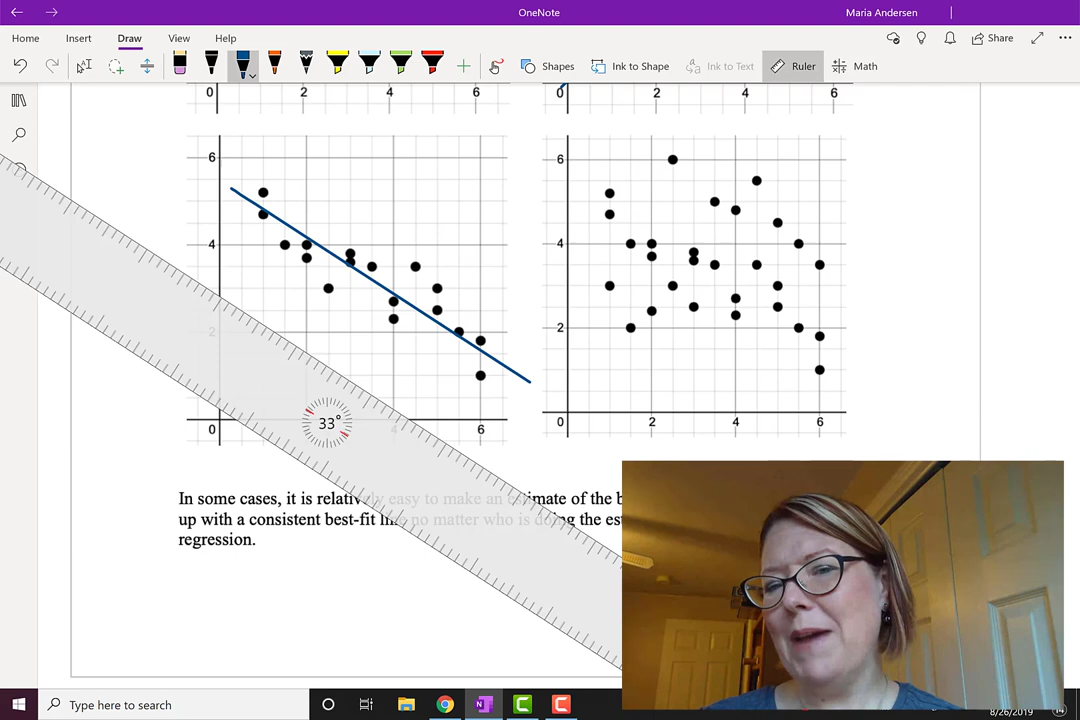 OneNote
Maria Andersen
Home Insert Draw View Help
Share
Shapes Ink to Shape Ink to Text Ruler Math
0 2 4 6
0 2 4 6
6
4
2
0 4 6
33°
6
4
2
0 2 4 6
In some cases, it is relatively easy to make an estimate of the b
up with a consistent best-fit line no matter who is doing the es
regression.
Type here to search
8/26/2019